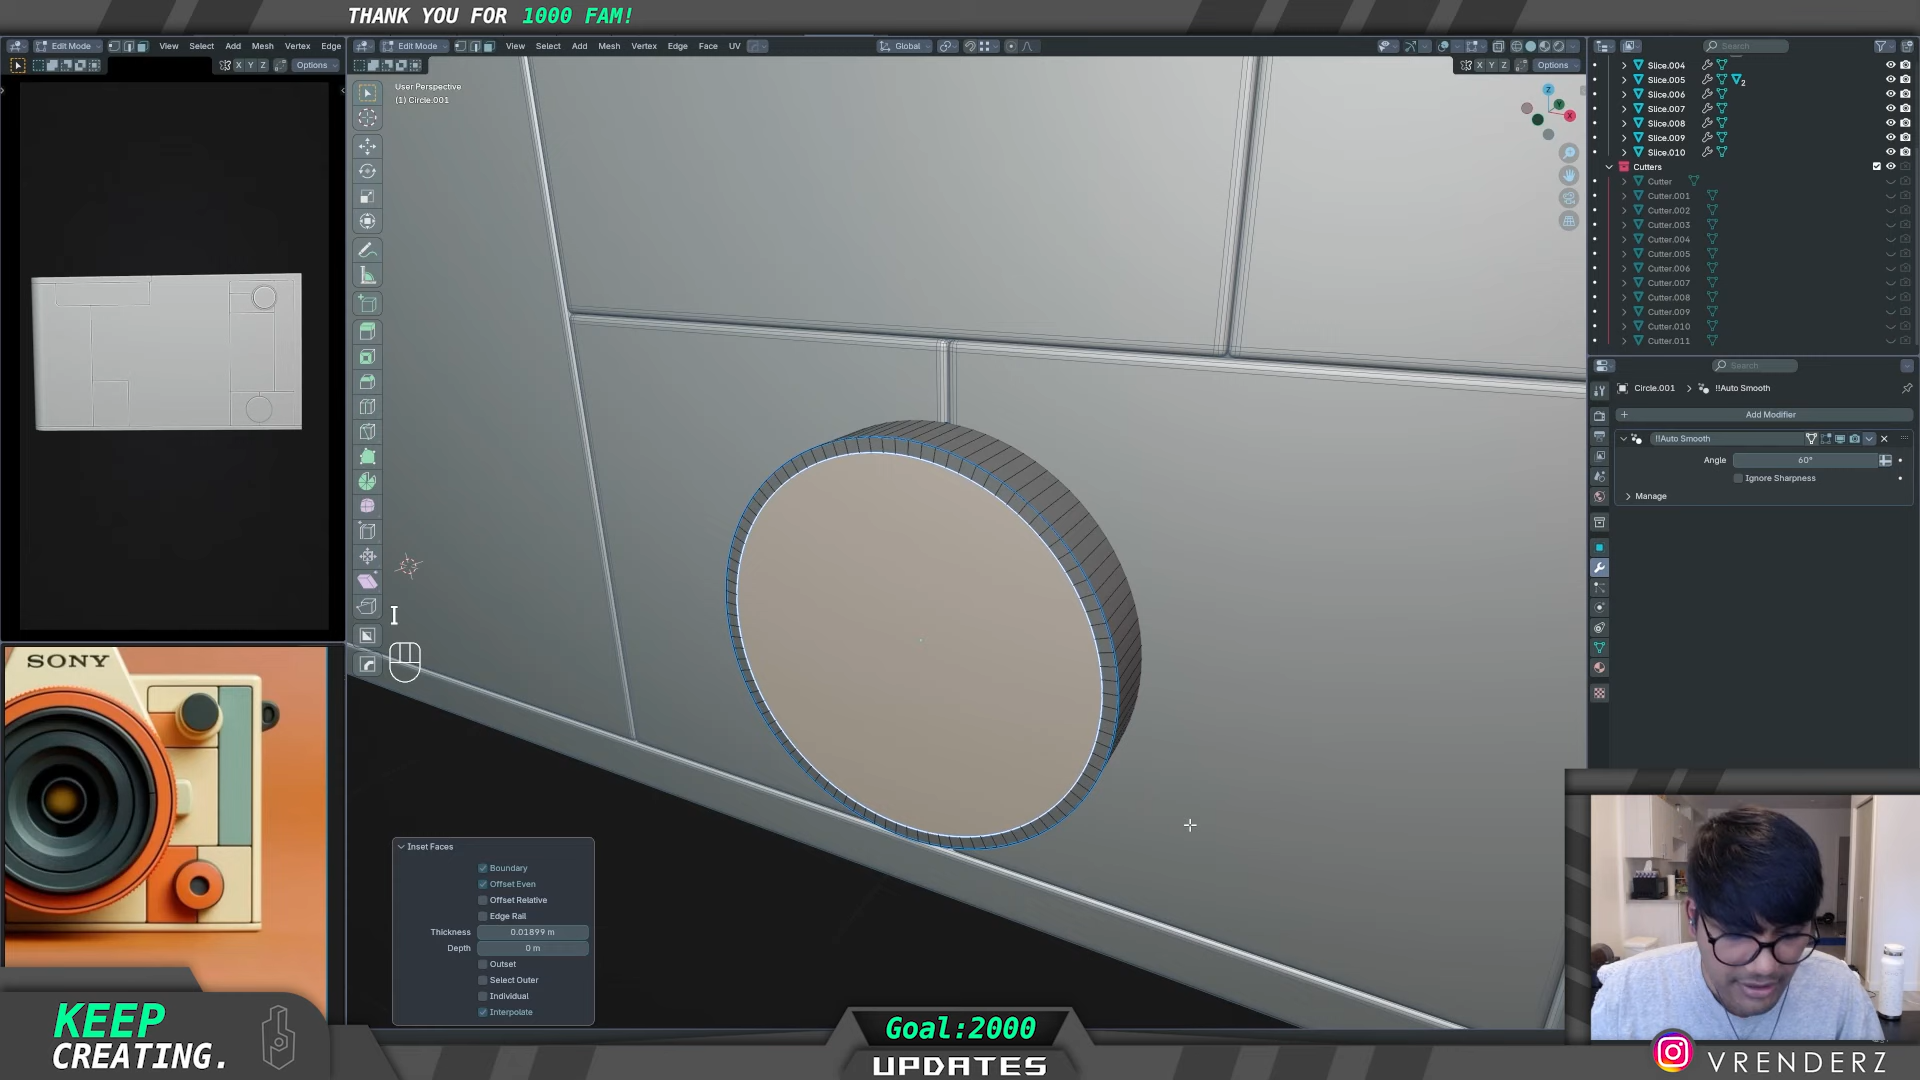 THANK YOU FOR 1000 FAM!
Edit Mode View Select Add Mesh Vertex Edge
X Y Z Options
Edit Mode View Select Add Mesh Vertex Edge Face UV
Global
X Y Z Options
User Perspective
(1) Circle.001
Z
X
Search
Slice.004
Slice.005 2
Slice.006
Slice.007
Slice.008
Slice.009
Slice.010
Cutters
Cutter
Cutter.001
Cutter.002
Cutter.003
Cutter.004
Cutter.005
Cutter.006
Cutter.007
Cutter.008
Cutter.009
Cutter.010
Cutter.011
Search
Circle.001 > !!Auto Smooth
+ Add Modifier
!!Auto Smooth
Angle 60°
Ignore Sharpness
Manage
I
SONY
Inset Faces
Boundary
Offset Even
Offset Relative
Edge Rail
Thickness 0.01899 m
Depth 0 m
Outset
Select Outer
Individual
Interpolate
KEEP
CREATING.
Goal:2000
UPDATES
VRENDERZ